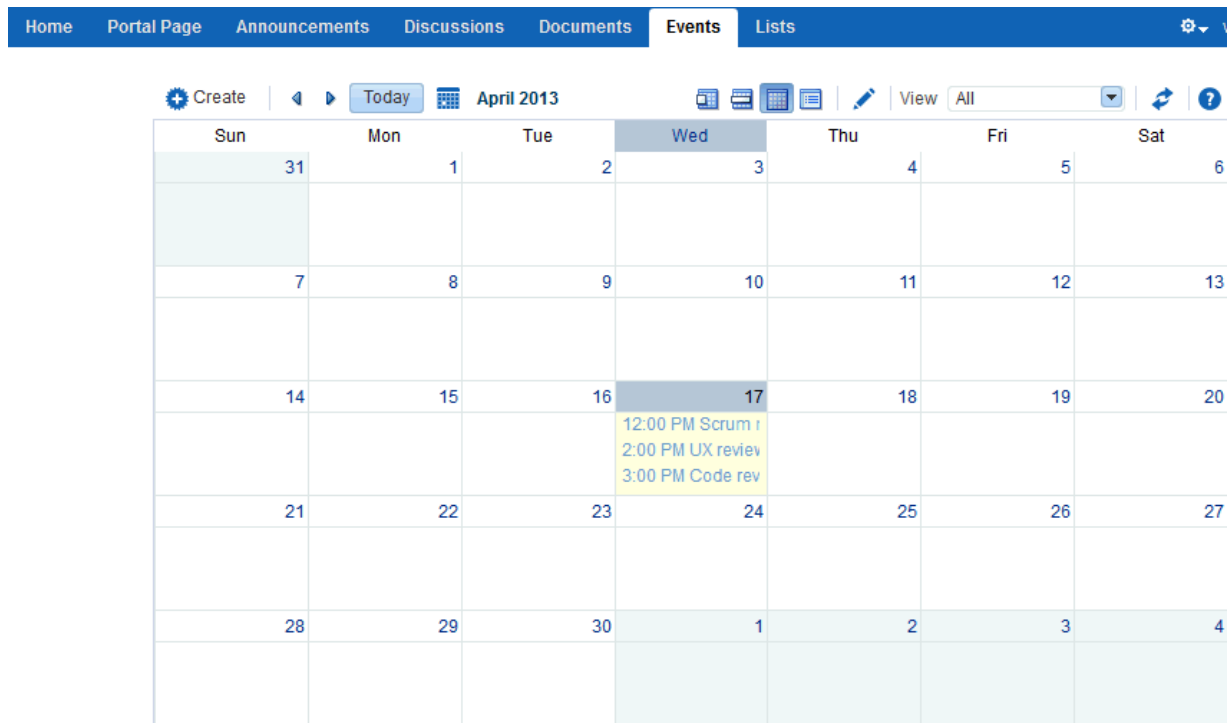 Home Portal Page Announcements Discussions Documents Events Lists
Create Today April 2013 View All ?
Sun Mon Tue Wed Thu Fri Sat
31 1 2 3 4 5 6
7 8 9 10 11 12 13
14 15 16 17 18 19 20
12:00 PM Scrum
2:00 PM UX
3:00 PM Code
21 22 23 24 25 26 27
28 29 30 1 2 3 4